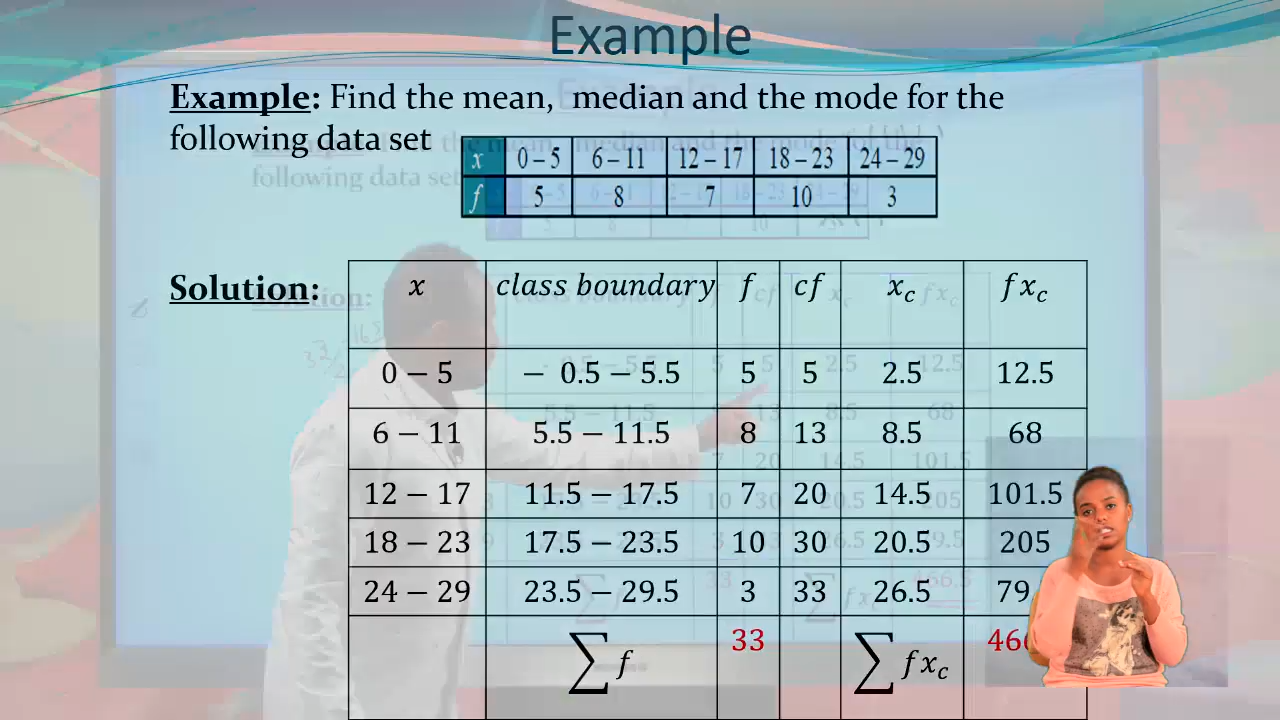 Example
Example: Find the mean, median and the mode for the
following data set
x 0 – 5 6 – 11 12 – 17 18 – 23 24 – 29
f 5 8 7 10 3
Solution:
x class boundary f cf x_c fx_c
0 − 5 − 0.5 − 5.5 5 5 2.5 12.5
6 − 11 5.5 − 11.5 8 13 8.5 68
12 − 17 11.5 − 17.5 7 20 14.5 101.5
18 − 23 17.5 − 23.5 10 30 20.5 205
24 − 29 23.5 − 29.5 3 33 26.5 79
∑ f 33 ∑ fx_c